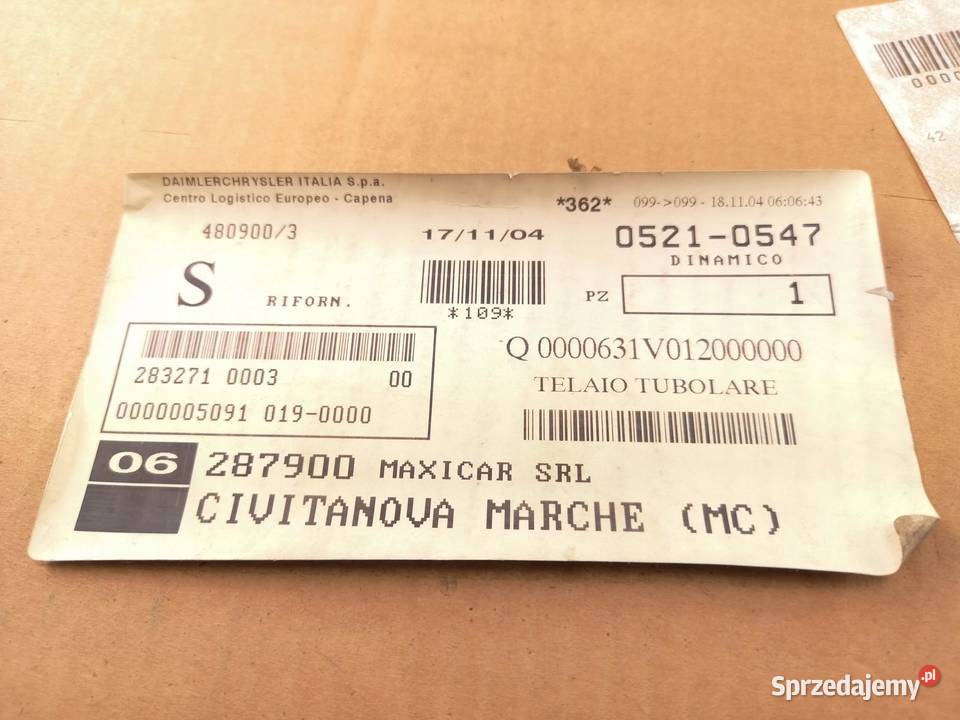 DAIMLERCHRYSLER ITALIA S.p.a.
Centro Logistico Europeo - Capena
*362* 099->099 - 18.11.04 06:06:43
480900/3 17/11/04 0521-0547
DINAMICO
S RIFORN. *109* PZ 1
283271 0003 00
0000005091 019-0000
Q 0000631V012000000
TELAIO TUBOLARE
06 287900 MAXICAR SRL
CIVITANOVA MARCHE (MC)
000
42
Sprzedajemy.pl